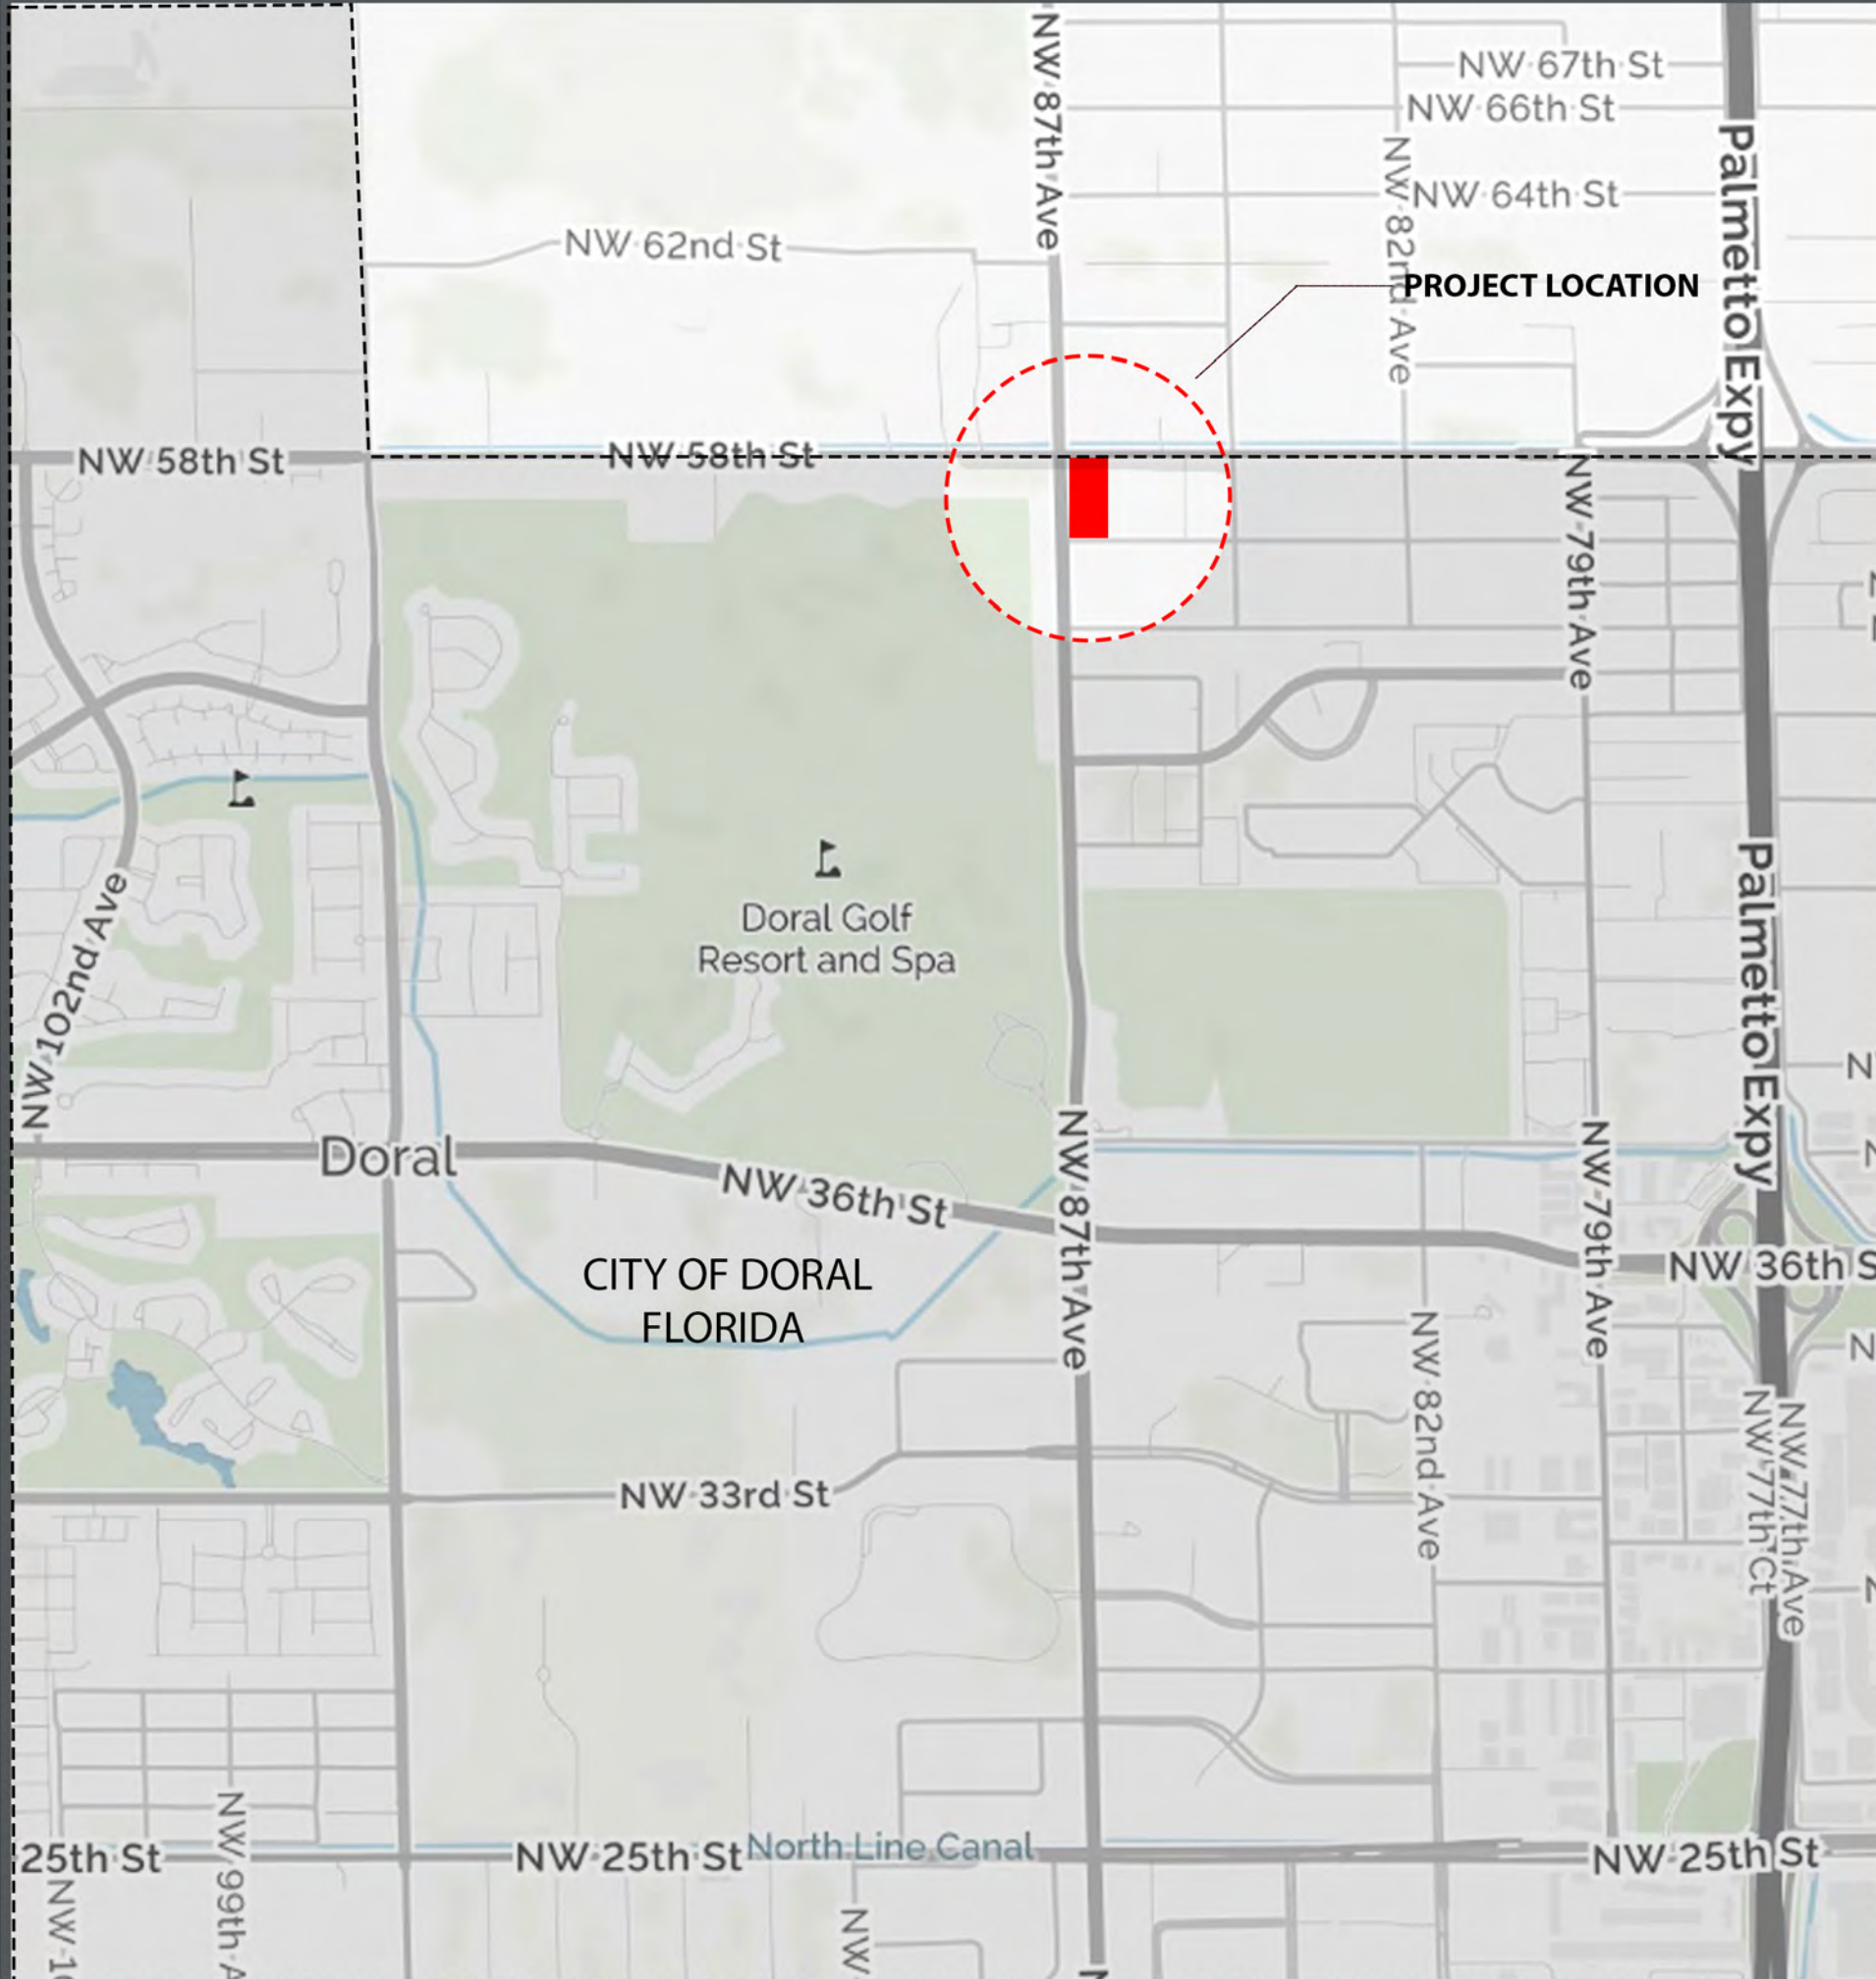 NW 67th St
NW 66th St
NW 87th Ave
NW 82nd Ave
NW 64th St
Palmetto Expy
NW 62nd St
PROJECT LOCATION
NW 58th St
NW 58th St
NW 79th Ave
Doral Golf
Resort and Spa
Palmetto Expy
NW 102nd Ave
Doral
NW 36th St
NW 87th Ave
NW 79th Ave
CITY OF DORAL
FLORIDA
NW 36th S
NW 82nd Ave
NW 77th Ct
NW 77th Ave
NW 33rd St
25th St
NW 99th A
NW 25th St
North Line Canal
NW 25th St
NW 1
NW